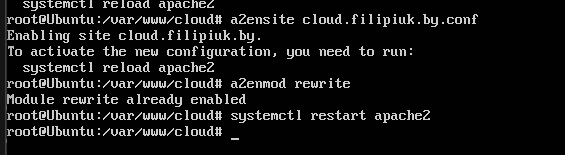 systemctl reload apache2
root@Ubuntu:/var/www/cloud# a2ensite cloud.filipiuk.by.conf
Enabling site cloud.filipiuk.by.
To activate the new configuration, you need to run:
  systemctl reload apache2
root@Ubuntu:/var/www/cloud# a2enmod rewrite
Module rewrite already enabled
root@Ubuntu:/var/www/cloud# systemctl restart apache2
root@Ubuntu:/var/www/cloud# _